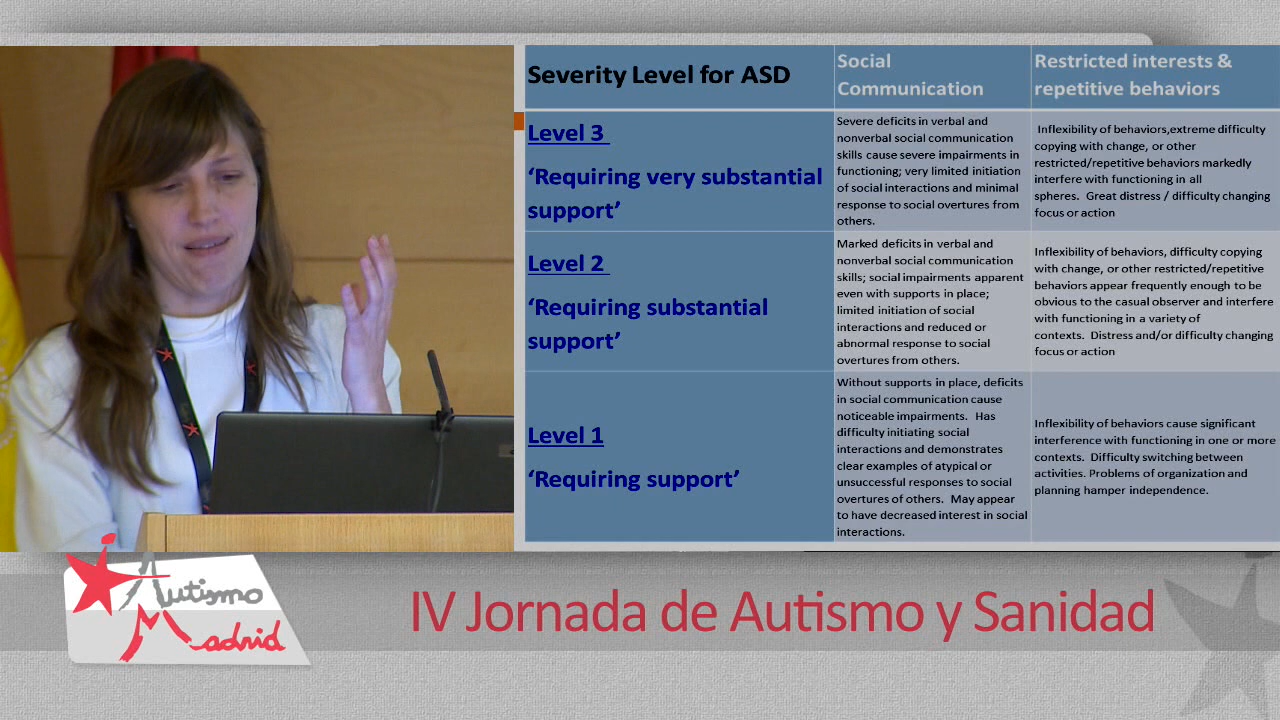 Severity Level for ASD
Social
Communication
Restricted interests &
repetitive behaviors
Level 3
‘Requiring very substantial
support’
Severe deficits in verbal and
nonverbal social communication
skills cause severe impairments in
functioning; very limited initiation
of social interactions and minimal
response to social overtures from
others.
Inflexibility of behaviors,extreme difficulty
copying with change, or other
restricted/repetitive behaviors markedly
interfere with functioning in all
spheres. Great distress / difficulty changing
focus or action
Level 2
‘Requiring substantial
support’
Marked deficits in verbal and
nonverbal social communication
skills; social impairments apparent
even with supports in place;
limited initiation of social
interactions and reduced or
abnormal response to social
overtures from others.
Inflexibility of behaviors, difficulty copying
with change, or other restricted/repetitive
behaviors appear frequently enough to be
obvious to the casual observer and interfere
with functioning in a variety of
contexts. Distress and/or difficulty changing
focus or action
Level 1
‘Requiring support’
Without supports in place, deficits
in social communication cause
noticeable impairments. Has
difficulty initiating social
interactions and demonstrates
clear examples of atypical or
unsuccessful responses to social
overtures of others. May appear
to have decreased interest in social
interactions.
Inflexibility of behaviors cause significant
interference with functioning in one or more
contexts. Difficulty switching between
activities. Problems of organization and
planning hamper independence.
Autismo
Madrid
IV Jornada de Autismo y Sanidad